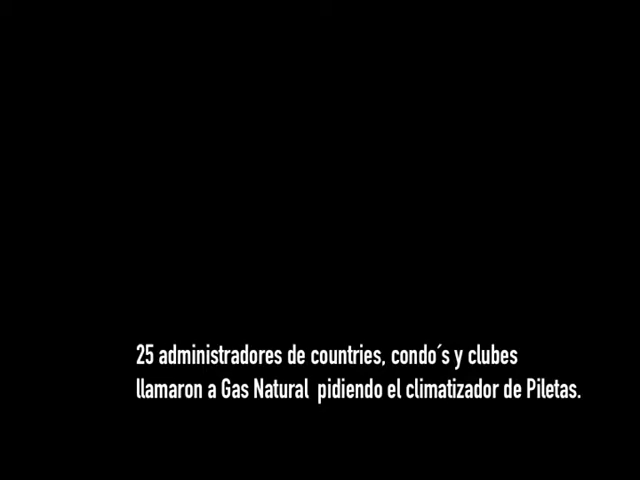 25 administradores de countries, condo´s y clubes
llamaron a Gas Natural  pidiendo el climatizador de Piletas.